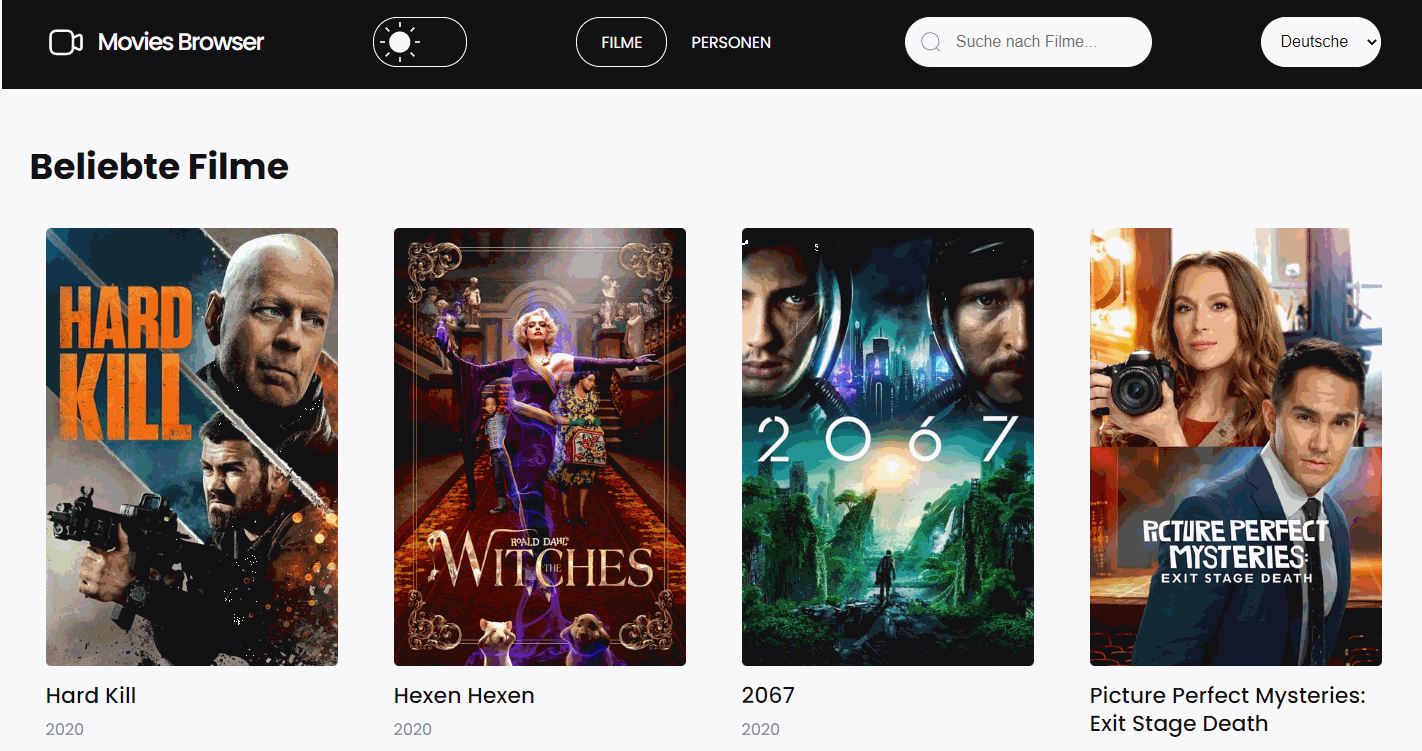 Movies Browser
FILME
PERSONEN
Suche nach Filme...
Deutsche
Beliebte Filme
HARD
KILL
ROALD DAHL'S
THE WITCHES
2067
PICTURE PERFECT
MYSTERIES:
EXIT STAGE DEATH
Hard Kill
2020
Hexen Hexen
2020
2067
2020
Picture Perfect Mysteries:
Exit Stage Death